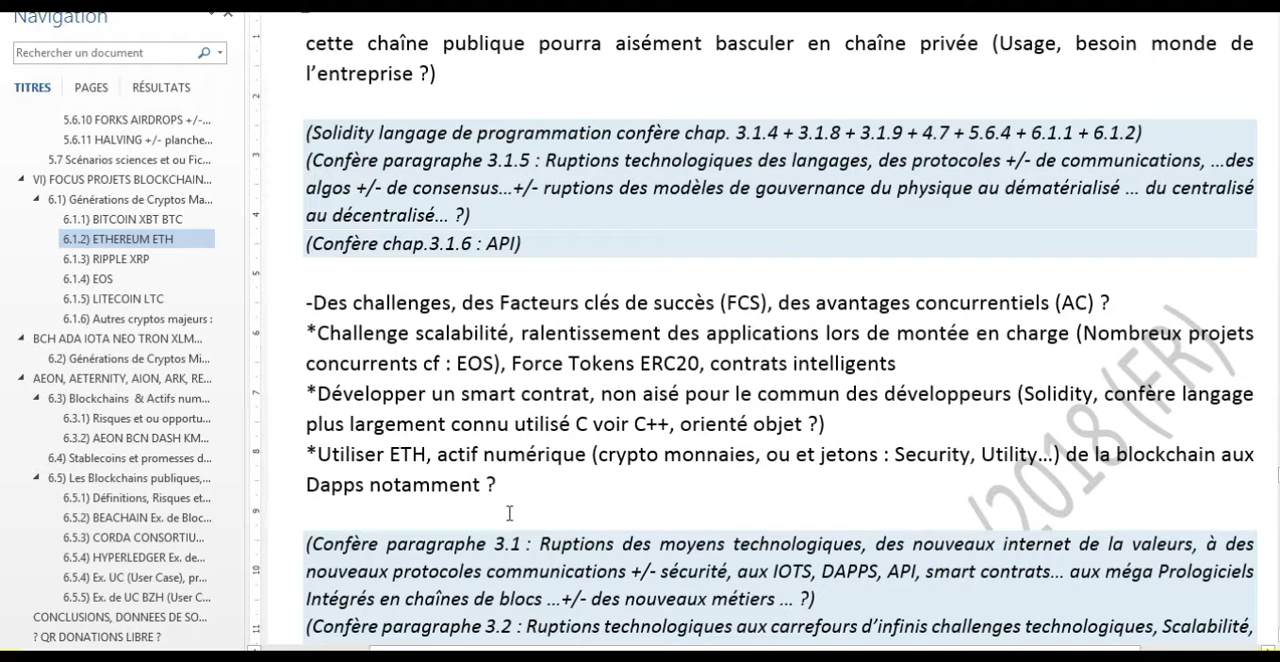 Navigation
Rechercher un document
TITRES PAGES RÉSULTATS
5.6.10 FORKS AIRDROPS +/-...
5.6.11 HALVING +/- planche...
5.7 Scénarios sciences et ou Fic...
VI) FOCUS PROJETS BLOCKCHAIN...
6.1) Générations de Cryptos Ma...
6.1.1) BITCOIN XBT BTC
6.1.2) ETHEREUM ETH
6.1.3) RIPPLE XRP
6.1.4) EOS
6.1.5) LITECOIN LTC
6.1.6) Autres cryptos majeurs :
BCH ADA IOTA NEO TRON XLM...
6.2) Générations de Cryptos Mi...
AEON, AETERNITY, AION, ARK, RE...
6.3) Blockchains & Actifs num...
6.3.1) Risques et ou opportu...
6.3.2) AEON BCN DASH KM...
6.4) Stablecoins et promesses d...
6.5) Les Blockchains publiques,...
6.5.1) Définitions, Risques et...
6.5.2) BEACHAIN Ex. de Bloc...
6.5.3) CORDA CONSORTIU...
6.5.4) HYPERLEDGER Ex. de...
6.5.4) Ex. UC (User Case), pr...
6.5.5) Ex. de UC BZH (User C...
CONCLUSIONS, DONNEES DE SO...
? QR DONATIONS LIBRE ?
cette chaîne publique pourra aisément basculer en chaîne privée (Usage, besoin monde de
l'entreprise ?)
(Solidity langage de programmation confère chap. 3.1.4 + 3.1.8 + 3.1.9 + 4.7 + 5.6.4 + 6.1.1 + 6.1.2)
(Confère paragraphe 3.1.5 : Ruptions technologiques des langages, des protocoles +/- de communications, ...des
algos +/- de consensus...+/- ruptions des modèles de gouvernance du physique au dématérialisé ... du centralisé
au décentralisé... ?)
(Confère chap.3.1.6 : API)
-Des challenges, des Facteurs clés de succès (FCS), des avantages concurrentiels (AC) ?
*Challenge scalabilité, ralentissement des applications lors de montée en charge (Nombreux projets
concurrents cf : EOS), Force Tokens ERC20, contrats intelligents
*Développer un smart contrat, non aisé pour le commun des développeurs (Solidity, confère langage
plus largement connu utilisé C voir C++, orienté objet ?)
*Utiliser ETH, actif numérique (crypto monnaies, ou et jetons : Security, Utility...) de la blockchain aux
Dapps notamment ?
(Confère paragraphe 3.1 : Ruptions des moyens technologiques, des nouveaux internet de la valeurs, à des
nouveaux protocoles communications +/- sécurité, aux IOTS, DAPPS, API, smart contrats... aux méga Prologiciels
Intégrés en chaînes de blocs ...+/- des nouveaux métiers ... ?)
(Confère paragraphe 3.2 : Ruptions technologiques aux carrefours d'infinis challenges technologiques, Scalabilité,
/2018 (FR)